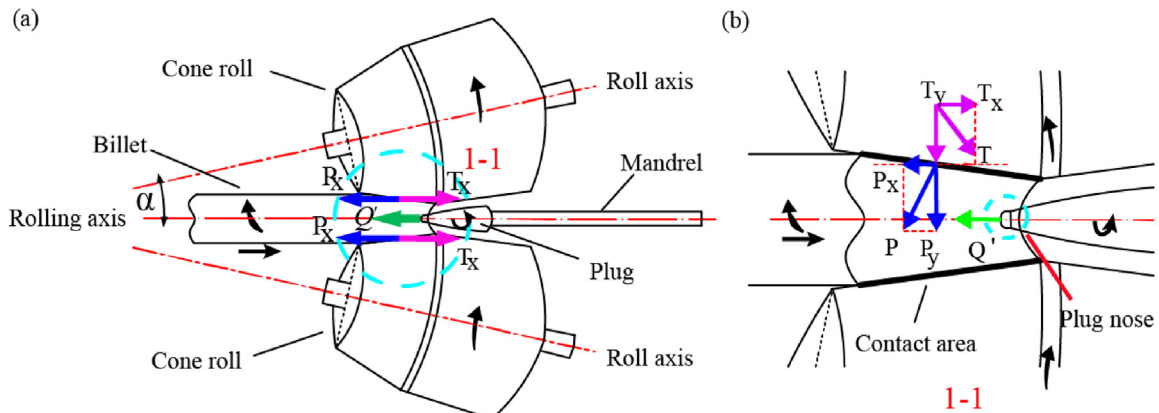 (a)
Cone roll
Roll axis
Billet
1-1
Mandrel
Px
Tx
α
Q'
Rolling axis
Px
Tx
Plug
Cone roll
Roll axis
(b)
Ty
Tx
T
Px
P
Py
Q'
Plug nose
Contact area
1-1